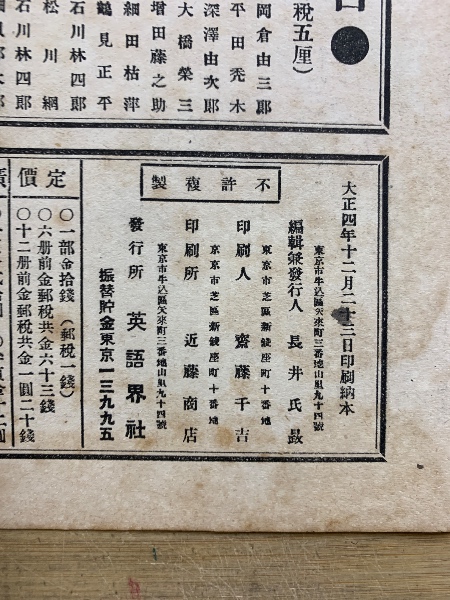 稅五厘)
岡倉由三郎
平田禿木
深澤由次郎
大橋榮三
增田藤之助
細田枯萍
鶴見正平
石川林四郎
松川綱
石川林四郎
不許複製
大正四年十二月二十三日印刷納本
東京市牛込區矢來町三番地山里九十四號
編輯兼發行人 長井氏㬢
東京市芝區新錢座町十番地
印刷人 齋藤千吉
東京市芝區新錢座町十番地
印刷所 近藤商店
東京市牛込區矢來町三番地山里九十四號
發行所 英語界社
振替貯金東京一三九九五
定價
○一部金拾錢(郵稅一錢)
○六册前金郵稅共金六十三錢
○十二册前金郵稅共金一圓二十錢